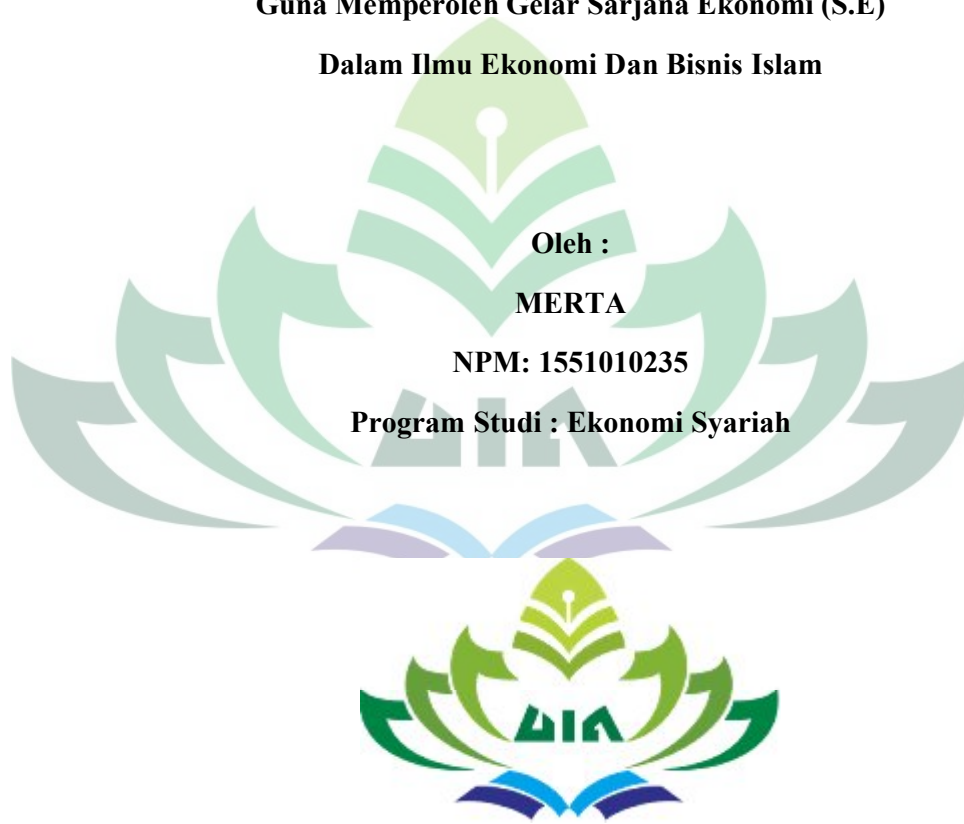 Guna Memperoleh Gelar Sarjana Ekonomi (S.E)
Dalam Ilmu Ekonomi Dan Bisnis Islam
Oleh :
MERTA
NPM: 1551010235
Program Studi : Ekonomi Syariah
UIN
UIN